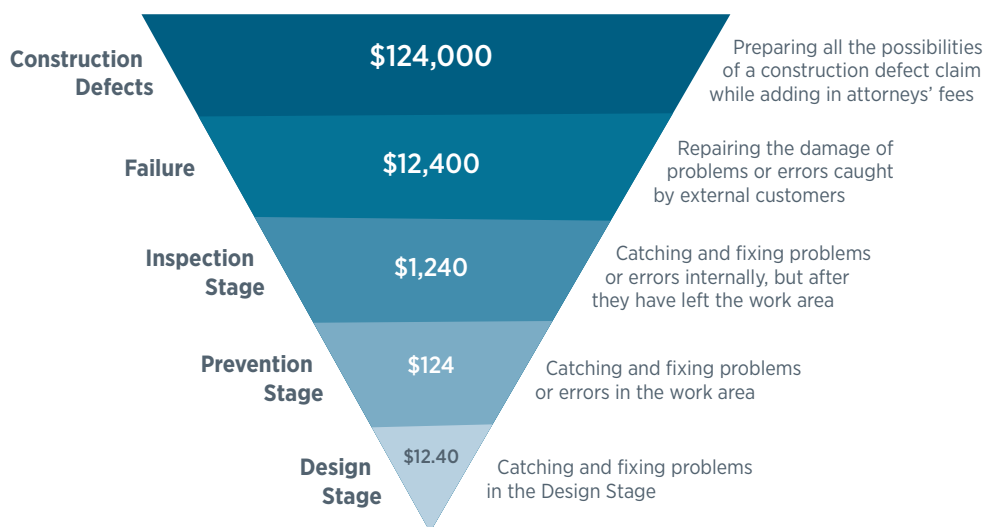 Construction
Defects
$124,000
Preparing all the possibilities
of a construction defect claim
while adding in attorneys’ fees
Failure
$12,400
Repairing the damage of
problems or errors caught
by external customers
Inspection
Stage
$1,240
Catching and fixing problems
or errors internally, but after
they have left the work area
Prevention
Stage
$124
Catching and fixing problems
or errors in the work area
Design
Stage
$12.40
Catching and fixing problems
in the Design Stage